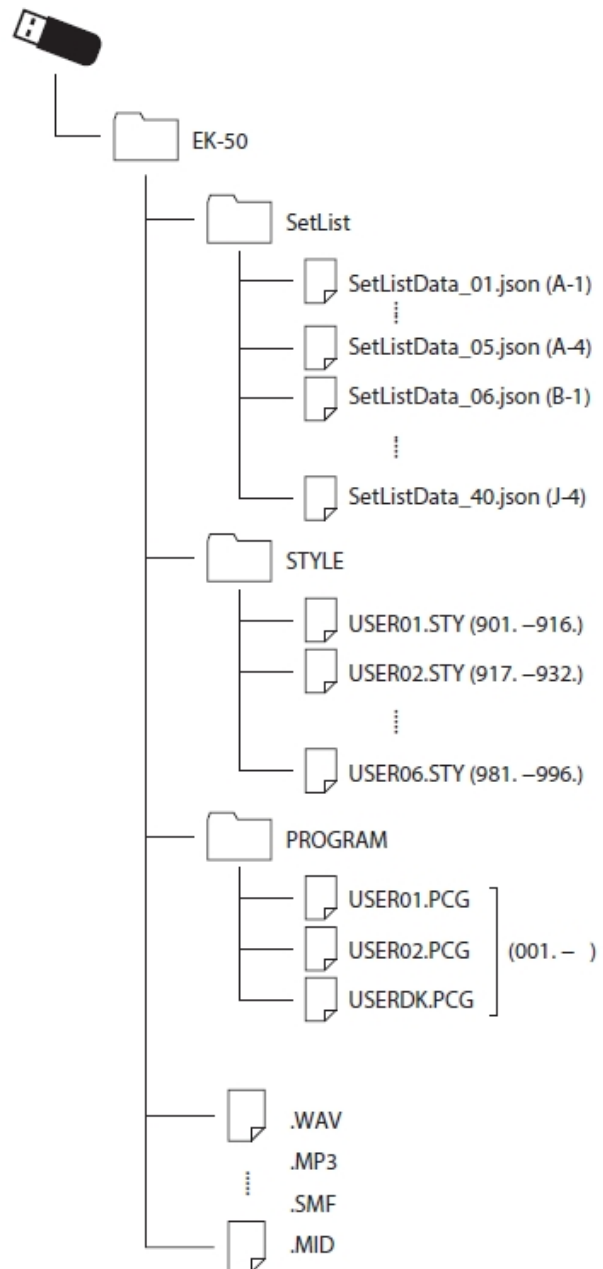 EK-50
SetList
SetListData_01.json (A-1)
SetListData_05.json (A-4)
SetListData_06.json (B-1)
SetListData_40.json (J-4)
STYLE
USER01.STY (901. –916.)
USER02.STY (917. –932.)
USER06.STY (981. –996.)
PROGRAM
USER01.PCG
USER02.PCG (001. – )
USERDK.PCG
.WAV
.MP3
.SMF
.MID